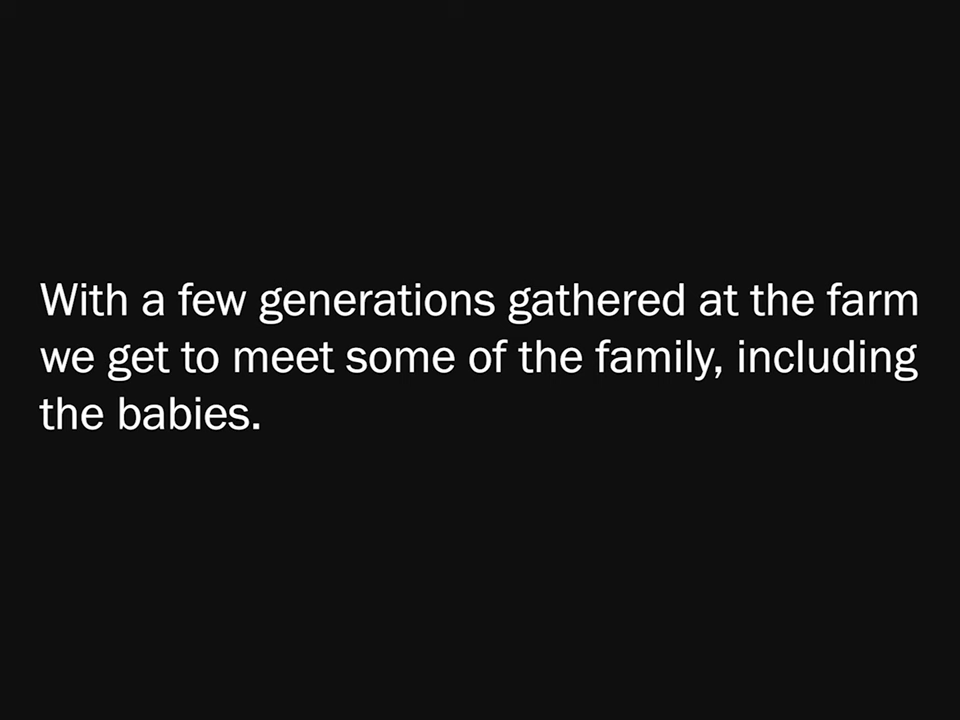 With a few generations gathered at the farm
we get to meet some of the family, including
the babies.